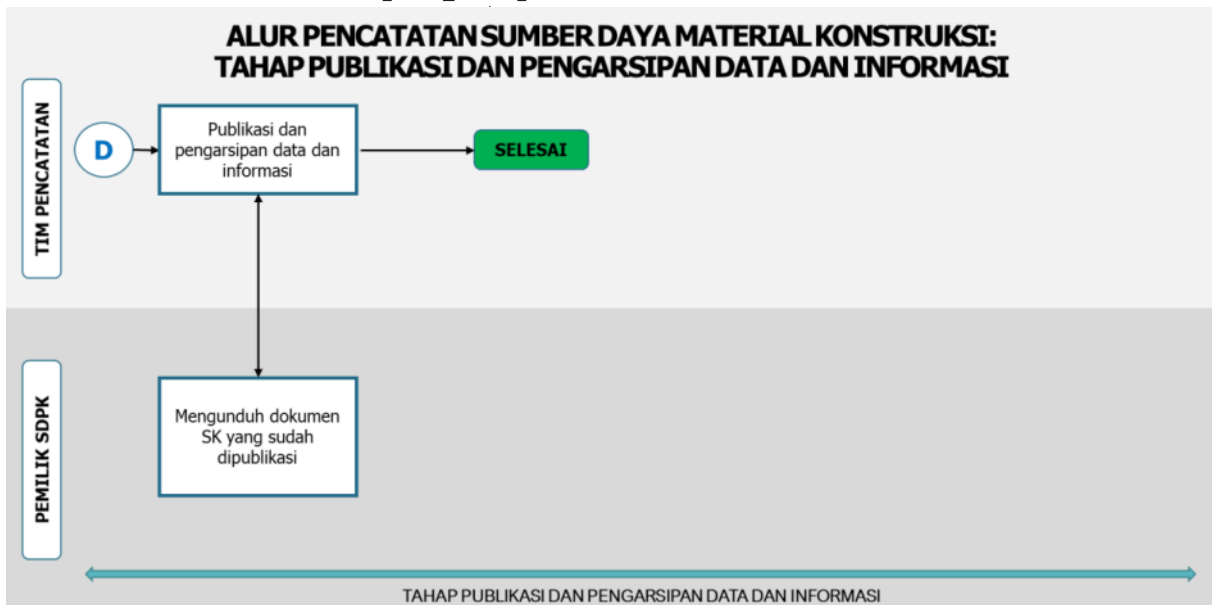 ALUR PENCATATAN SUMBER DAYA MATERIAL KONSTRUKSI:
TAHAP PUBLIKASI DAN PENGARSIPAN DATA DAN INFORMASI
TIM PENCATATAN
D
Publikasi dan
pengarsipan data dan
informasi
SELESAI
PEMILIK SDPK
Mengunduh dokumen
SK yang sudah
dipublikasi
TAHAP PUBLIKASI DAN PENGARSIPAN DATA DAN INFORMASI